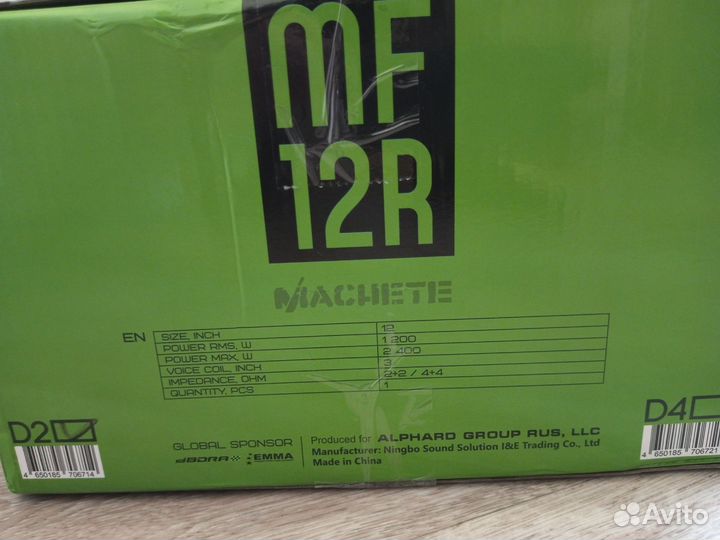 MF
12R
MACHETE
EN
SIZE, INCH 12
POWER RMS, W 1 200
POWER MAX, W 2 400
VOICE COIL, INCH 3
IMPEDANCE, OHM 2+2 / 4+4
QUANTITY, PCS 1
D2
D4
GLOBAL SPONSOR
dBDRA EMMA
Produced for ALPHARD GROUP RUS, LLC
Manufacturer: Ningbo Sound Solution I&E Trading Co., Ltd
Made in China
4 650185 706714
4 650185 706721
Avito